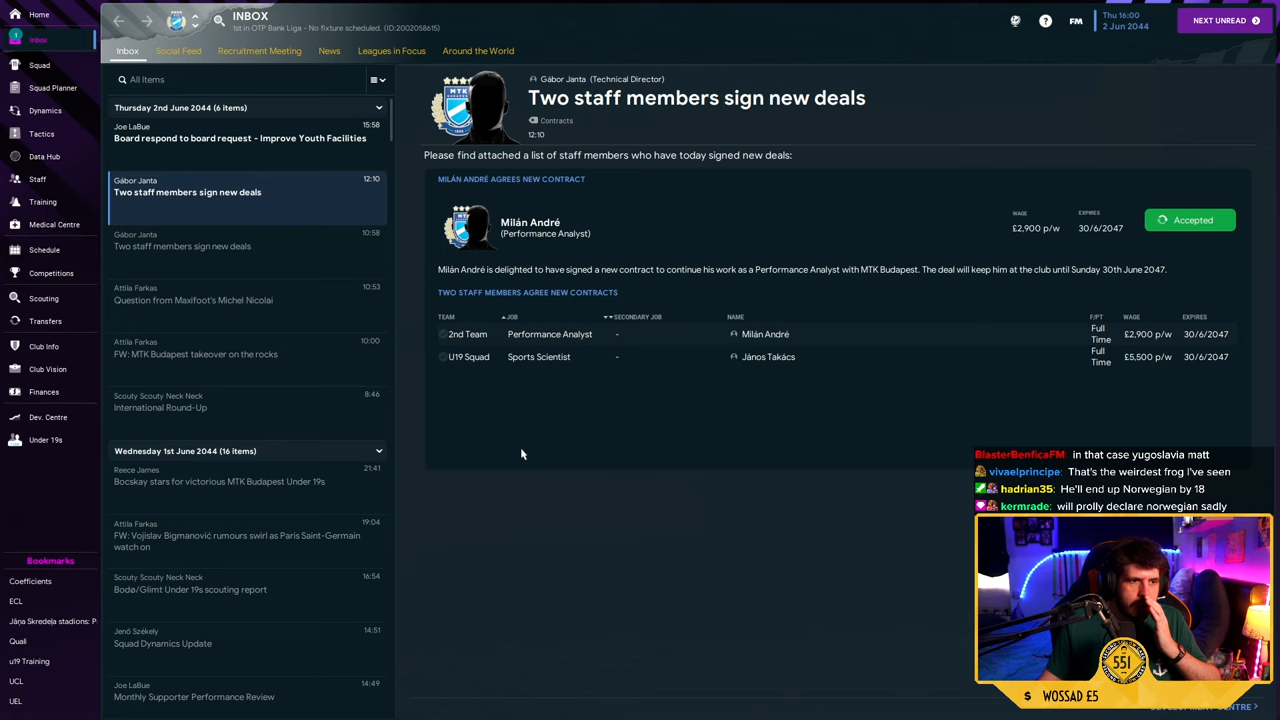 Home
1
Inbox
Squad
Squad Planner
Dynamics
Tactics
Data Hub
Staff
Training
Medical Centre
Schedule
Competitions
Scouting
Transfers
Club Info
Club Vision
Finances
Dev. Centre
Under 19s
Bookmarks
Coefficients
ECL
Jāņa Skredeļa stadions: P
Quali
u19 Training
UCL
UEL
INBOX
1st in OTP Bank Liga - No fixture scheduled. (ID:2002058615)
?
FM
Thu 16:00
2 Jun 2044
NEXT UNREAD
Inbox
Social Feed
Recruitment Meeting
News
Leagues in Focus
Around the World
All Items
Thursday 2nd June 2044 (6 items)
Joe LaBue 15:58
Board respond to board request - Improve Youth Facilities
Gábor Janta 12:10
Two staff members sign new deals
Gábor Janta 10:58
Two staff members sign new deals
Attila Farkas 10:53
Question from Maxifoot's Michel Nicolai
Attila Farkas 10:00
FW: MTK Budapest takeover on the rocks
Scouty Scouty Neck Neck 8:46
International Round-Up
Wednesday 1st June 2044 (16 items)
Reece James 21:41
Bocskay stars for victorious MTK Budapest Under 19s
Attila Farkas 19:04
FW: Vojislav Bigmanović rumours swirl as Paris Saint-Germain
watch on
Scouty Scouty Neck Neck 16:54
Bodø/Glimt Under 19s scouting report
Jenő Székely 14:51
Squad Dynamics Update
Joe LaBue 14:49
Monthly Supporter Performance Review
MTK
BUDAPEST
Gábor Janta (Technical Director)
Two staff members sign new deals
Contracts
12:10
Please find attached a list of staff members who have today signed new deals:
MILÁN ANDRÉ AGREES NEW CONTRACT
Milán André
(Performance Analyst)
WAGE EXPIRES
£2,900 p/w 30/6/2047
Accepted
Milán André is delighted to have signed a new contract to continue his work as a Performance Analyst with MTK Budapest. The deal will keep him at the club until Sunday 30th June 2047.
TWO STAFF MEMBERS AGREE NEW CONTRACTS
TEAM JOB SECONDARY JOB NAME F/PT WAGE EXPIRES
2nd Team Performance Analyst - Milán André Full Time £2,900 p/w 30/6/2047
U19 Squad Sports Scientist - János Takács Full Time £5,500 p/w 30/6/2047
BlasterBenficaFM: in that case yugoslavia matt
vivaelprincipe: That's the weirdest frog I've seen
hadrian35: He'll end up Norwegian by 18
kermrade: will prolly declare norwegian sadly
551
$ WOSSAD £5
DEVELOPMENT CENTRE